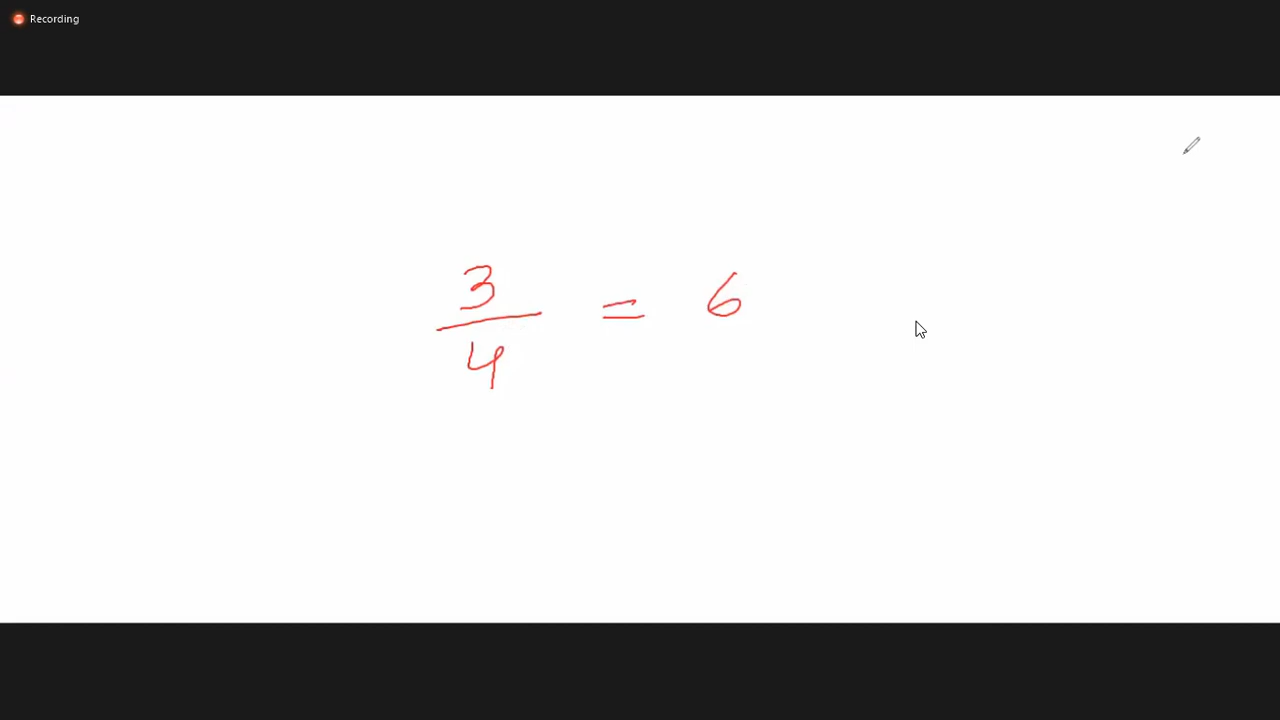 Recording
3
— = 6
4